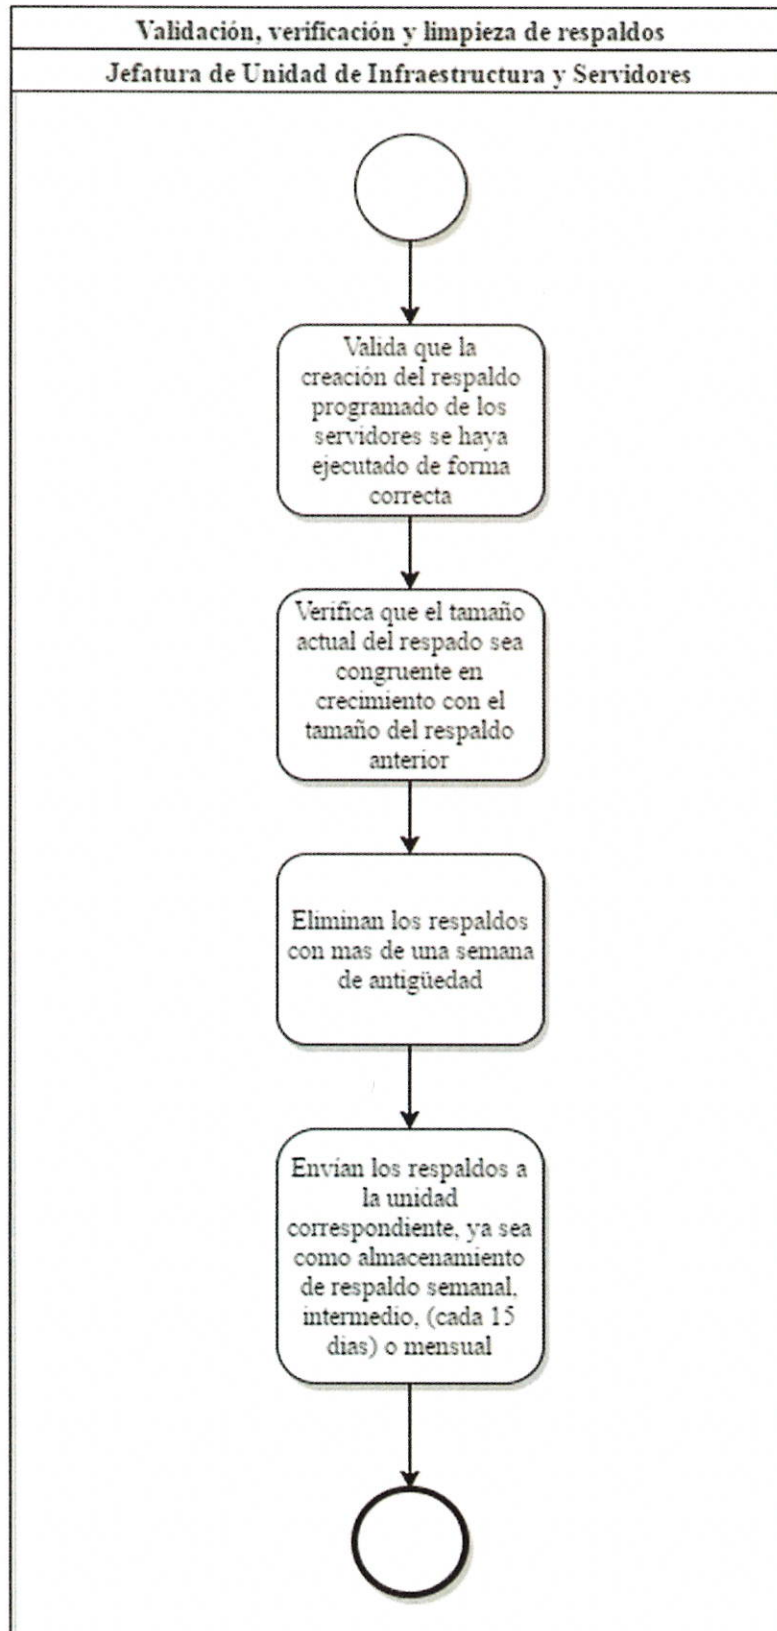 Validación, verificación y limpieza de respaldos
Jefatura de Unidad de Infraestructura y Servidores
Valida que la
creación del respaldo
programado de los
servidores se haya
ejecutado de forma
correcta
Verifica que el tamaño
actual del respado sea
congruente en
crecimiento con el
tamaño del respaldo
anterior
Eliminan los respaldos
con mas de una semana
de antigüedad
Envían los respaldos a
la unidad
correspondiente, ya sea
como almacenamiento
de respaldo semanal,
intermedio, (cada 15
dias) o mensual